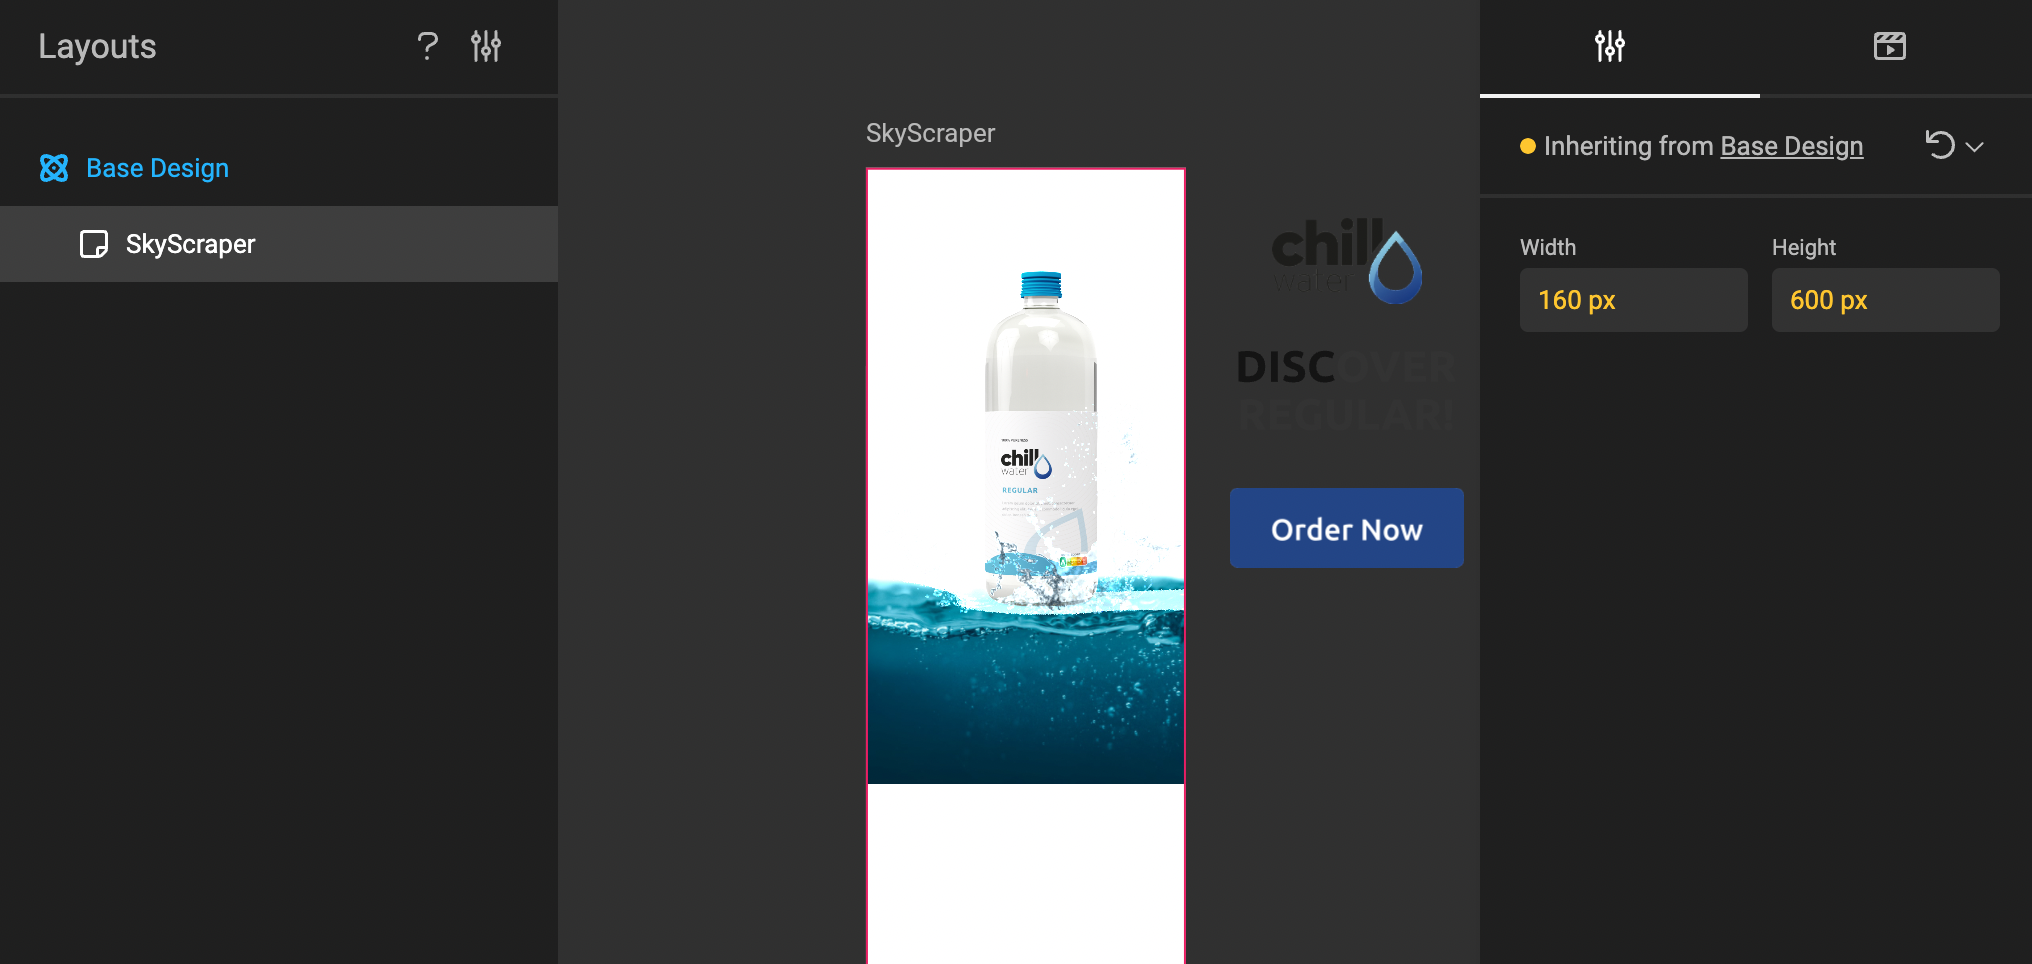 Layouts
?
Base Design
SkyScraper
SkyScraper
chill
water
REGULAR
chill
water
DISCOVER
REGULAR!
Order Now
Inheriting from Base Design
Width
Height
160 px
600 px